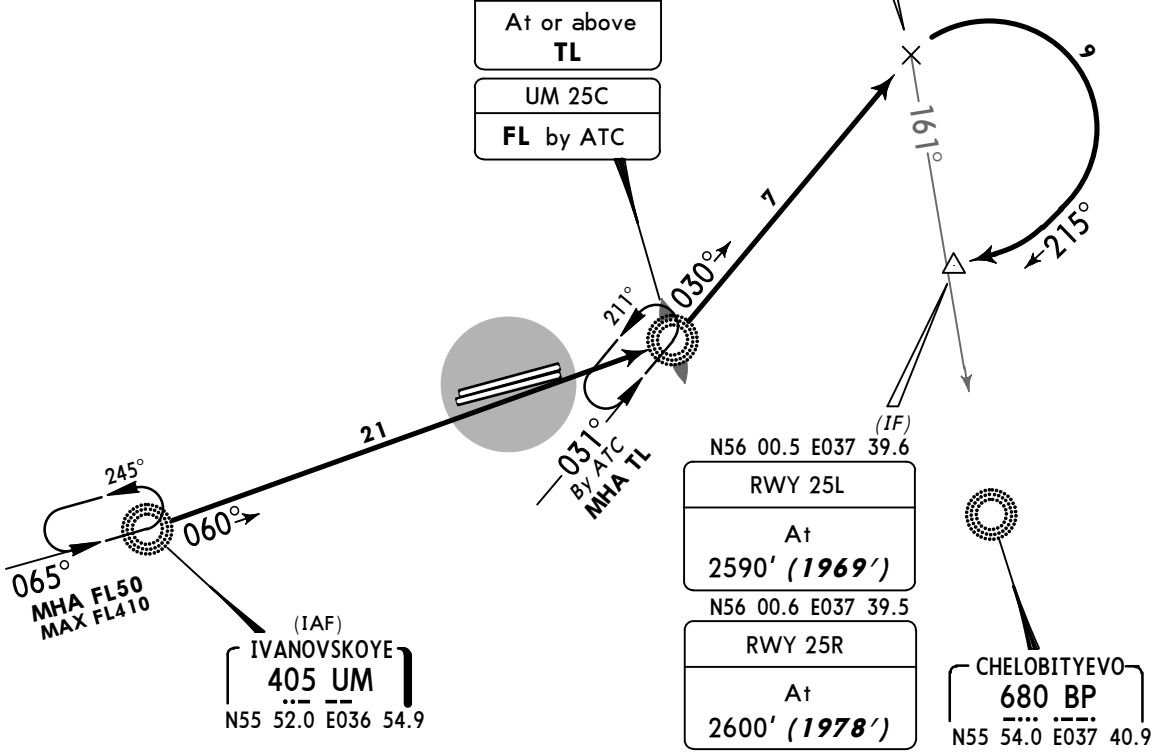 At or above
TL
UM 25C
FL by ATC
9
161°
7
215°
030°
211°
21
031°
By ATC
MHA TL
245°
060°
065°
MHA FL50
MAX FL410
(IAF)
IVANOVSKOYE
405 UM
N55 52.0 E036 54.9
(IF)
N56 00.5 E037 39.6
RWY 25L
At
2590' (1969')
N56 00.6 E037 39.5
RWY 25R
At
2600' (1978')
CHELOBITYEVO
680 BP
N55 54.0 E037 40.9